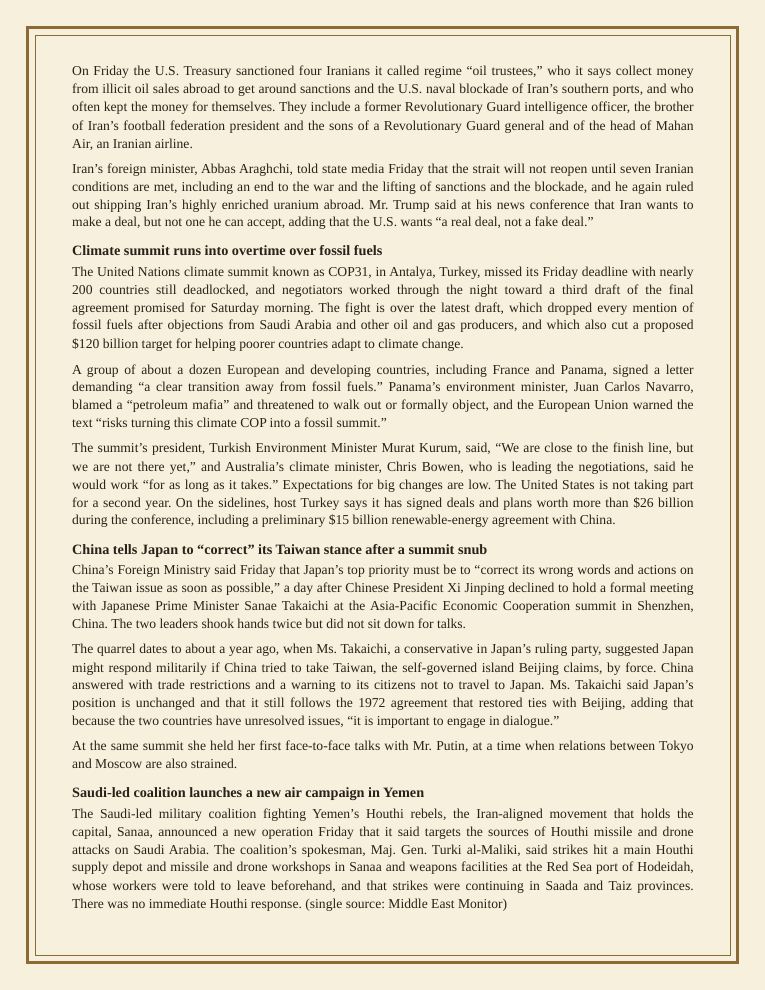 On Friday the U.S. Treasury sanctioned four Iranians it called regime “oil trustees,” who it says collect money
from illicit oil sales abroad to get around sanctions and the U.S. naval blockade of Iran’s southern ports, and who
often kept the money for themselves. They include a former Revolutionary Guard intelligence officer, the brother
of Iran’s football federation president and the sons of a Revolutionary Guard general and of the head of Mahan
Air, an Iranian airline.
Iran’s foreign minister, Abbas Araghchi, told state media Friday that the strait will not reopen until seven Iranian
conditions are met, including an end to the war and the lifting of sanctions and the blockade, and he again ruled
out shipping Iran’s highly enriched uranium abroad. Mr. Trump said at his news conference that Iran wants to
make a deal, but not one he can accept, adding that the U.S. wants “a real deal, not a fake deal.”
Climate summit runs into overtime over fossil fuels
The United Nations climate summit known as COP31, in Antalya, Turkey, missed its Friday deadline with nearly
200 countries still deadlocked, and negotiators worked through the night toward a third draft of the final
agreement promised for Saturday morning. The fight is over the latest draft, which dropped every mention of
fossil fuels after objections from Saudi Arabia and other oil and gas producers, and which also cut a proposed
$120 billion target for helping poorer countries adapt to climate change.
A group of about a dozen European and developing countries, including France and Panama, signed a letter
demanding “a clear transition away from fossil fuels.” Panama’s environment minister, Juan Carlos Navarro,
blamed a “petroleum mafia” and threatened to walk out or formally object, and the European Union warned the
text “risks turning this climate COP into a fossil summit.”
The summit’s president, Turkish Environment Minister Murat Kurum, said, “We are close to the finish line, but
we are not there yet,” and Australia’s climate minister, Chris Bowen, who is leading the negotiations, said he
would work “for as long as it takes.” Expectations for big changes are low. The United States is not taking part
for a second year. On the sidelines, host Turkey says it has signed deals and plans worth more than $26 billion
during the conference, including a preliminary $15 billion renewable-energy agreement with China.
China tells Japan to “correct” its Taiwan stance after a summit snub
China’s Foreign Ministry said Friday that Japan’s top priority must be to “correct its wrong words and actions on
the Taiwan issue as soon as possible,” a day after Chinese President Xi Jinping declined to hold a formal meeting
with Japanese Prime Minister Sanae Takaichi at the Asia-Pacific Economic Cooperation summit in Shenzhen,
China. The two leaders shook hands twice but did not sit down for talks.
The quarrel dates to about a year ago, when Ms. Takaichi, a conservative in Japan’s ruling party, suggested Japan
might respond militarily if China tried to take Taiwan, the self-governed island Beijing claims, by force. China
answered with trade restrictions and a warning to its citizens not to travel to Japan. Ms. Takaichi said Japan’s
position is unchanged and that it still follows the 1972 agreement that restored ties with Beijing, adding that
because the two countries have unresolved issues, “it is important to engage in dialogue.”
At the same summit she held her first face-to-face talks with Mr. Putin, at a time when relations between Tokyo
and Moscow are also strained.
Saudi-led coalition launches a new air campaign in Yemen
The Saudi-led military coalition fighting Yemen’s Houthi rebels, the Iran-aligned movement that holds the
capital, Sanaa, announced a new operation Friday that it said targets the sources of Houthi missile and drone
attacks on Saudi Arabia. The coalition’s spokesman, Maj. Gen. Turki al-Maliki, said strikes hit a main Houthi
supply depot and missile and drone workshops in Sanaa and weapons facilities at the Red Sea port of Hodeidah,
whose workers were told to leave beforehand, and that strikes were continuing in Saada and Taiz provinces.
There was no immediate Houthi response. (single source: Middle East Monitor)